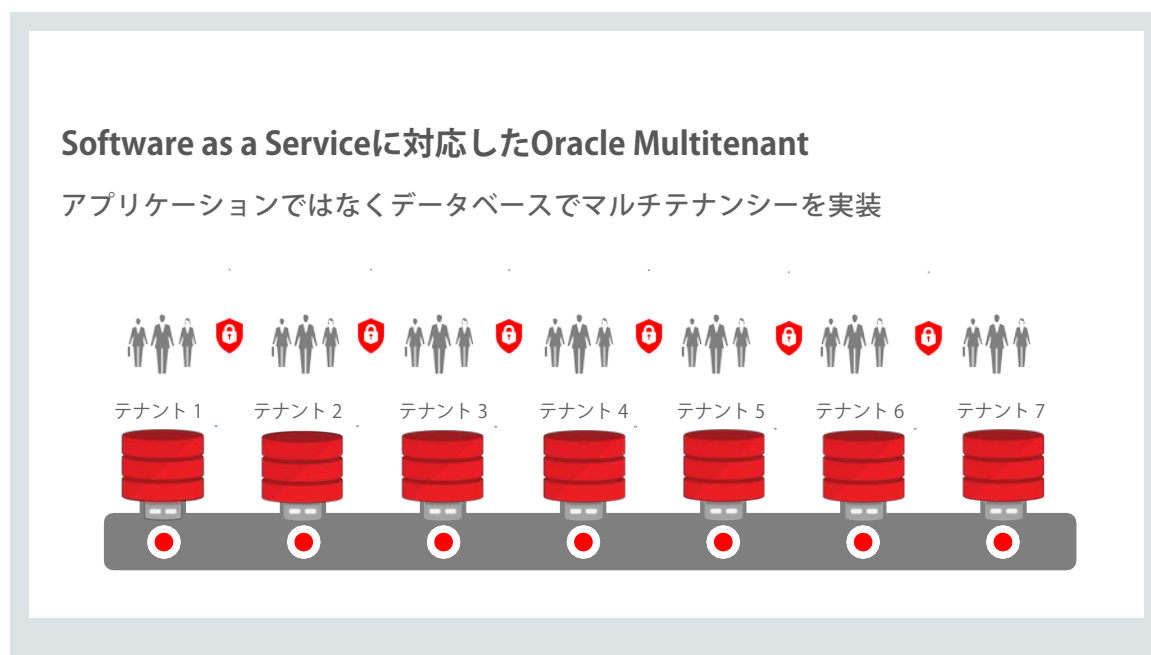 Software as a Serviceに対応したOracle Multitenant
アプリケーションではなくデータベースでマルチテナンシーを実装
テナント 1 テナント 2 テナント 3 テナント 4 テナント 5 テナント 6 テナント 7